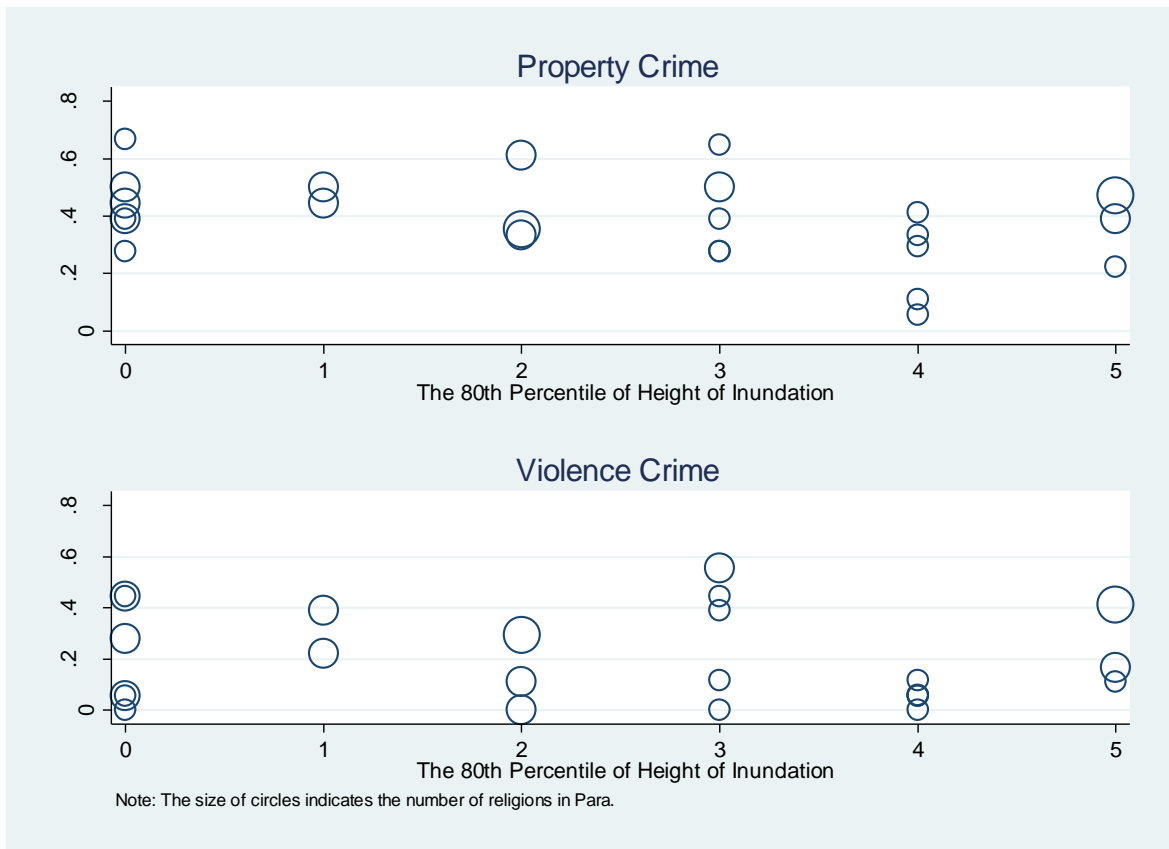 Property Crime
.8
.6
.4
.2
0
0 1 2 3 4 5
The 80th Percentile of Height of Inundation
Violence Crime
.8
.6
.4
.2
0
0 1 2 3 4 5
The 80th Percentile of Height of Inundation
Note: The size of circles indicates the number of religions in Para.